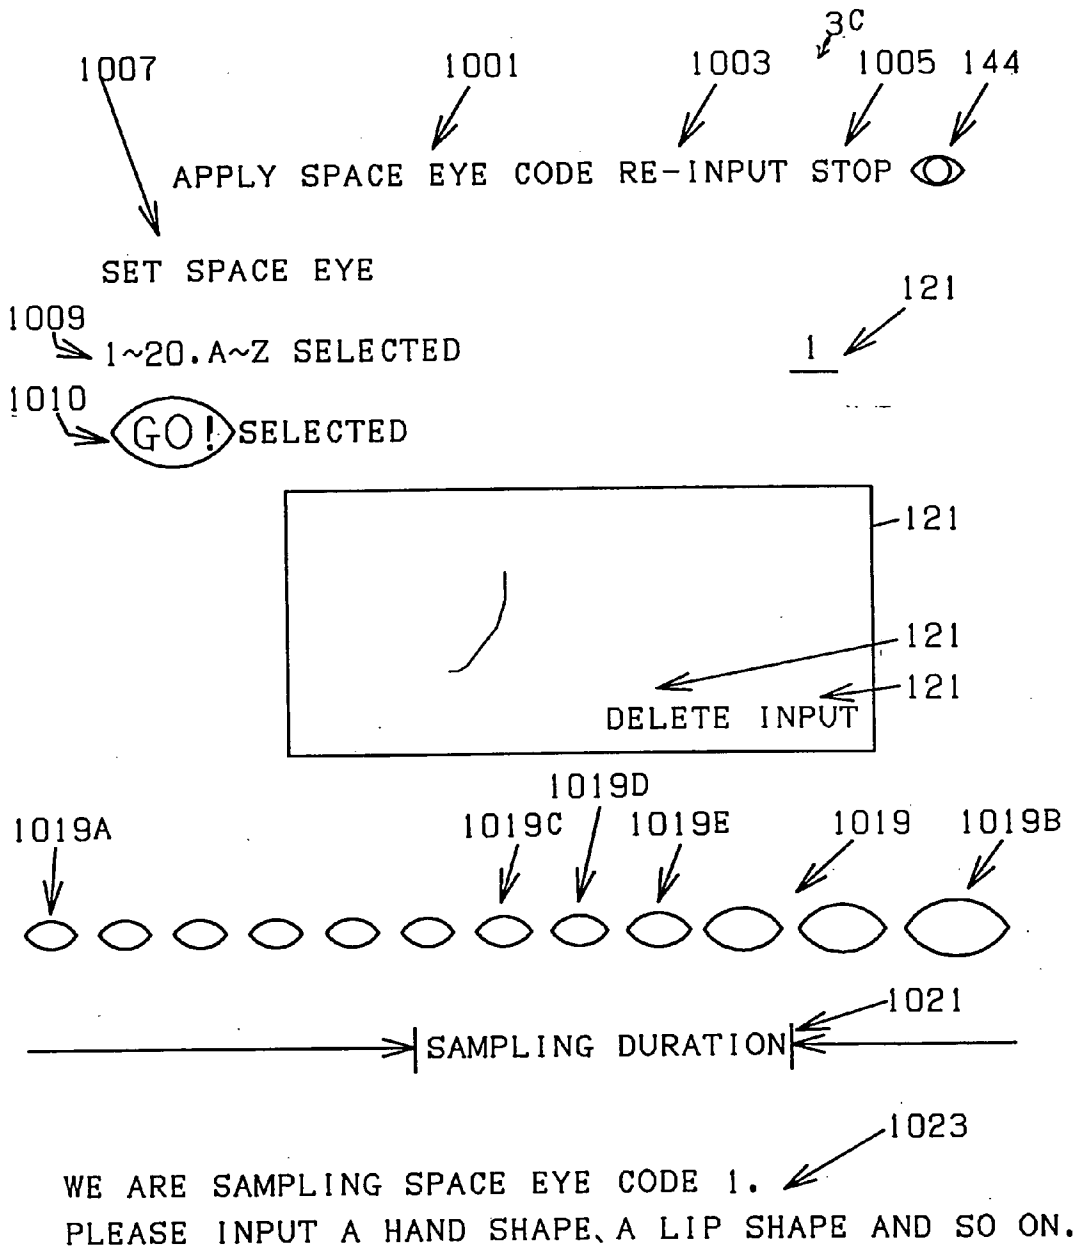 3C
1007 1001 1003 1005 144
APPLY SPACE EYE CODE RE-INPUT STOP
SET SPACE EYE
121
1009
1~20.A~Z SELECTED 1
1010
GO! SELECTED
121
121
121
DELETE INPUT
1019D
1019A 1019C 1019E 1019 1019B
1021
SAMPLING DURATION
1023
WE ARE SAMPLING SPACE EYE CODE 1.
PLEASE INPUT A HAND SHAPE、A LIP SHAPE AND SO ON.